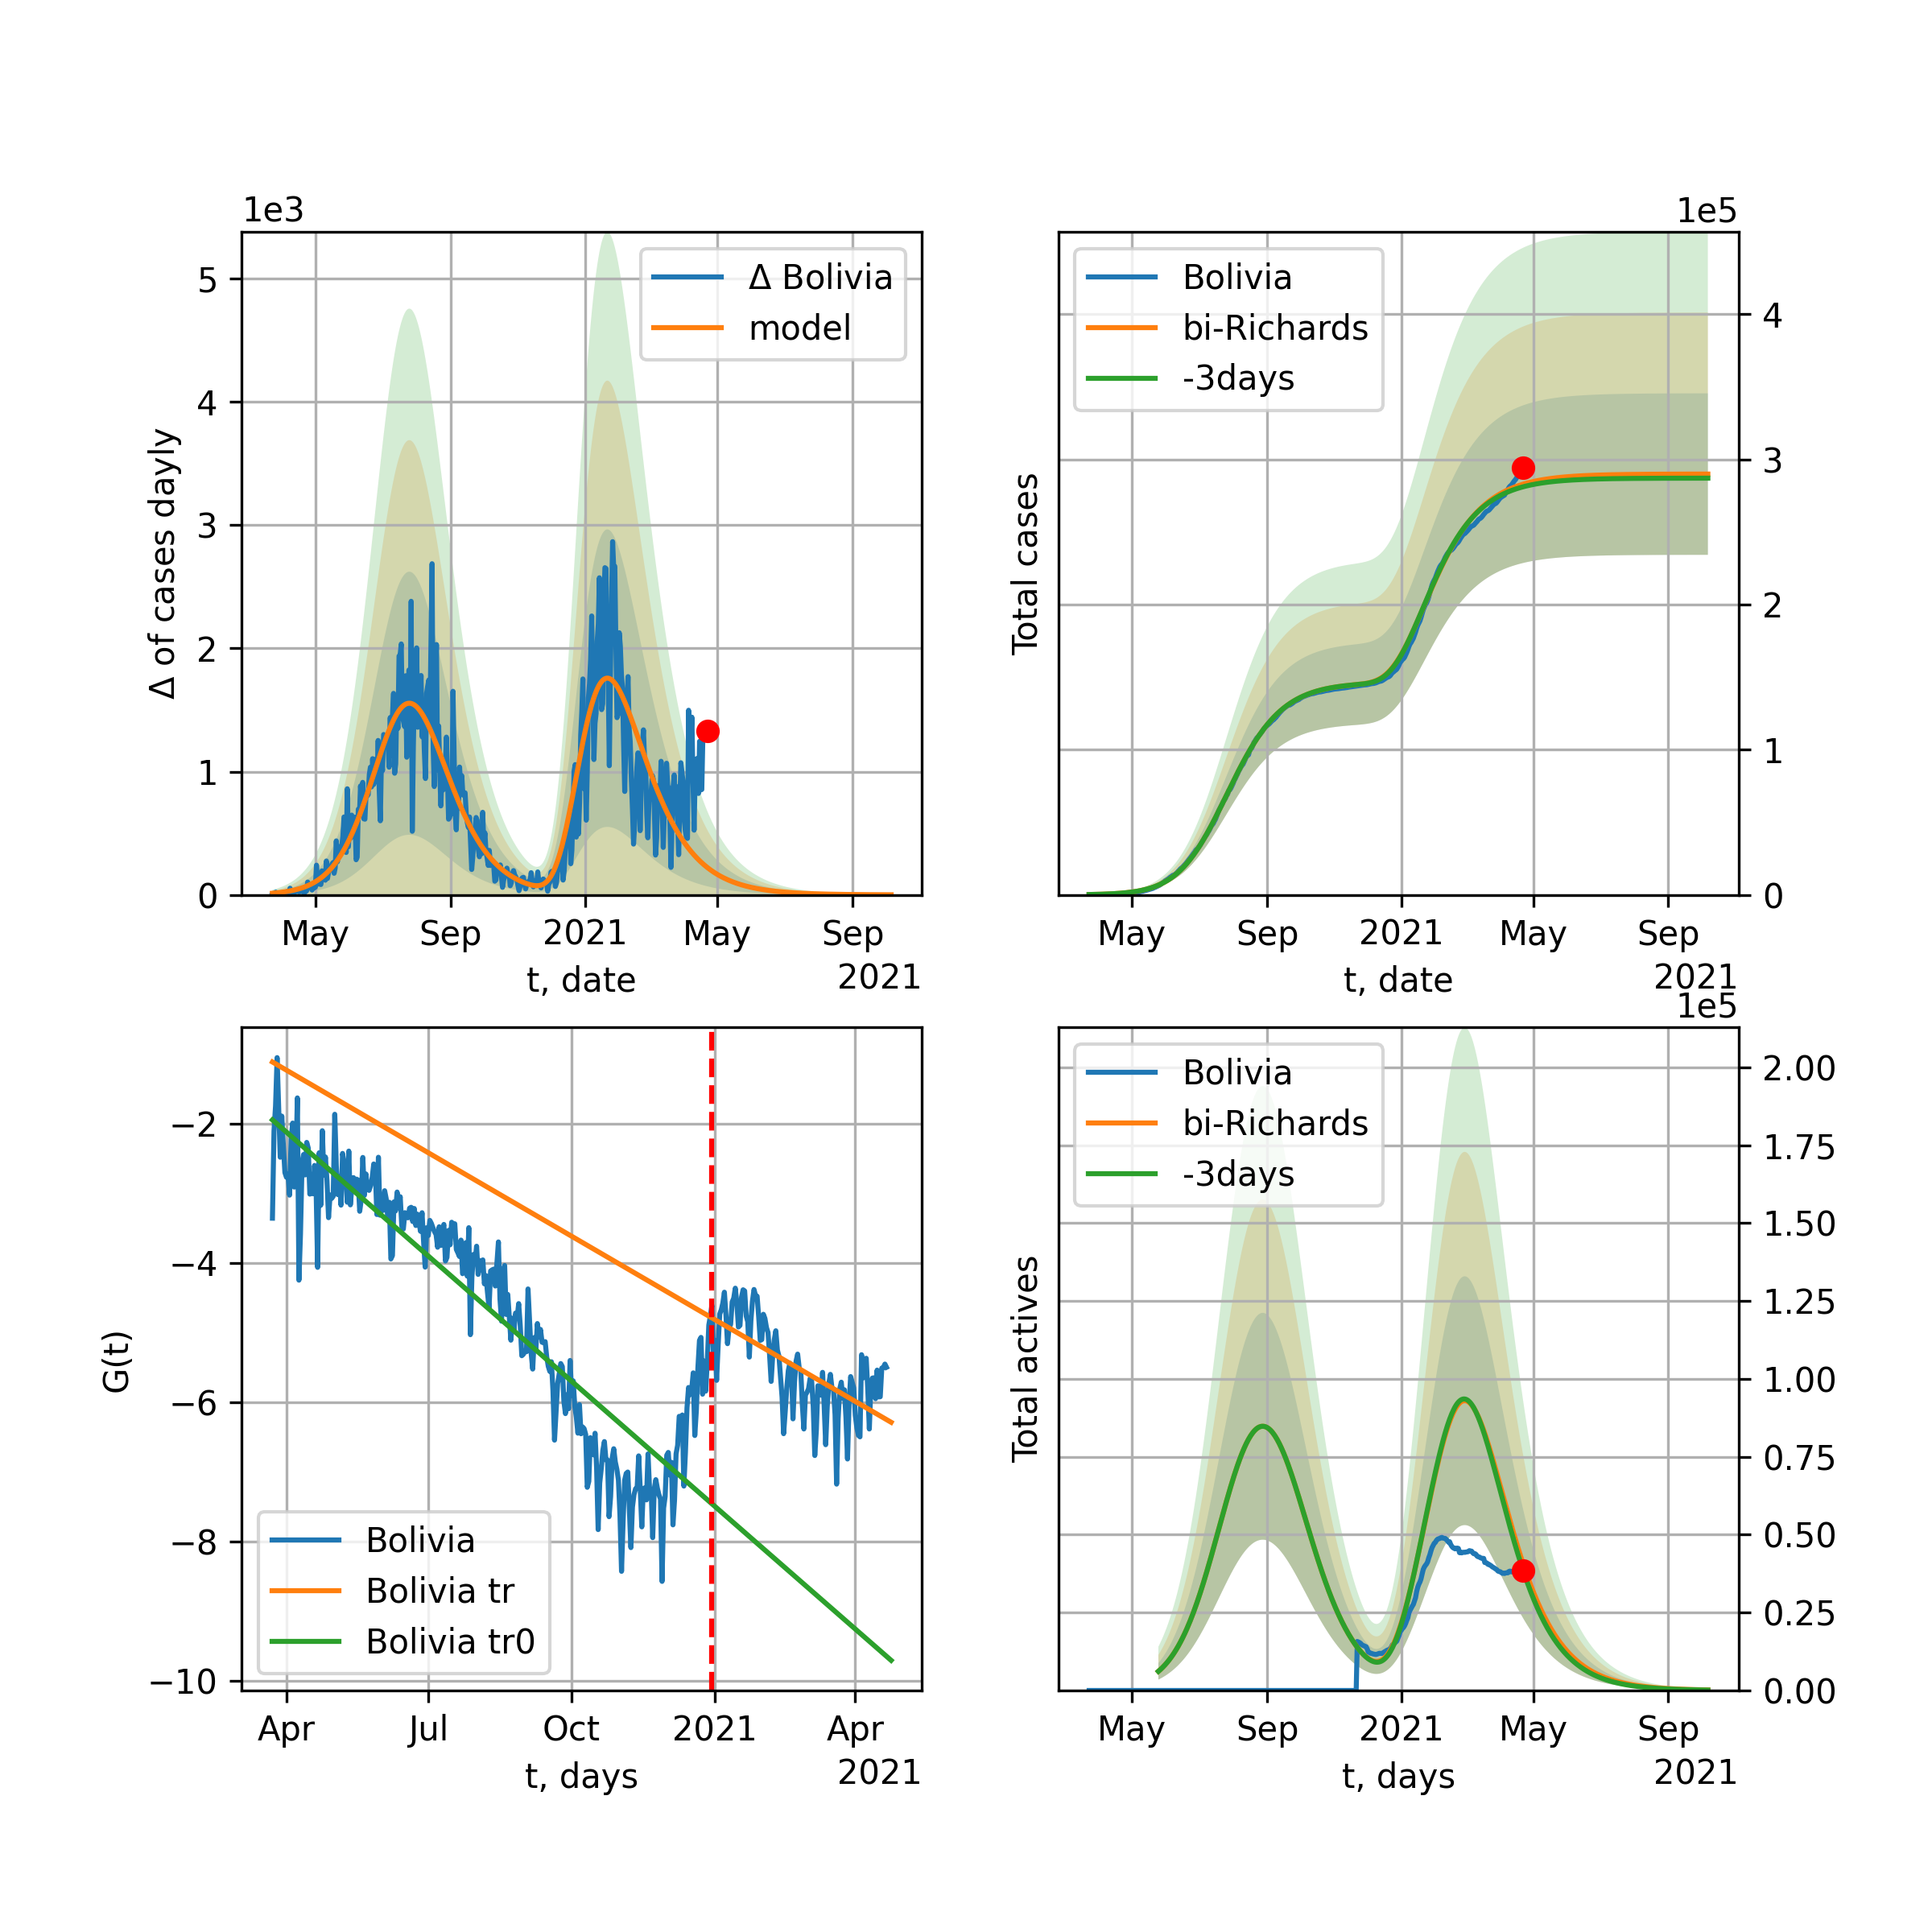 1e3
Δ of cases dayly
5
4
3
2
1
0
Δ Bolivia
model
May
Sep
2021
May
Sep
t, date
2021
1e5
Total cases
Bolivia
bi-Richards
-3days
4
3
2
1
0
May
Sep
2021
May
Sep
t, date
2021
G(t)
−2
−4
−6
−8
−10
Bolivia
Bolivia tr
Bolivia tr0
Apr
Jul
Oct
2021
Apr
t, days
2021
1e5
Total actives
Bolivia
bi-Richards
-3days
2.00
1.75
1.50
1.25
1.00
0.75
0.50
0.25
0.00
May
Sep
2021
May
Sep
t, days
2021